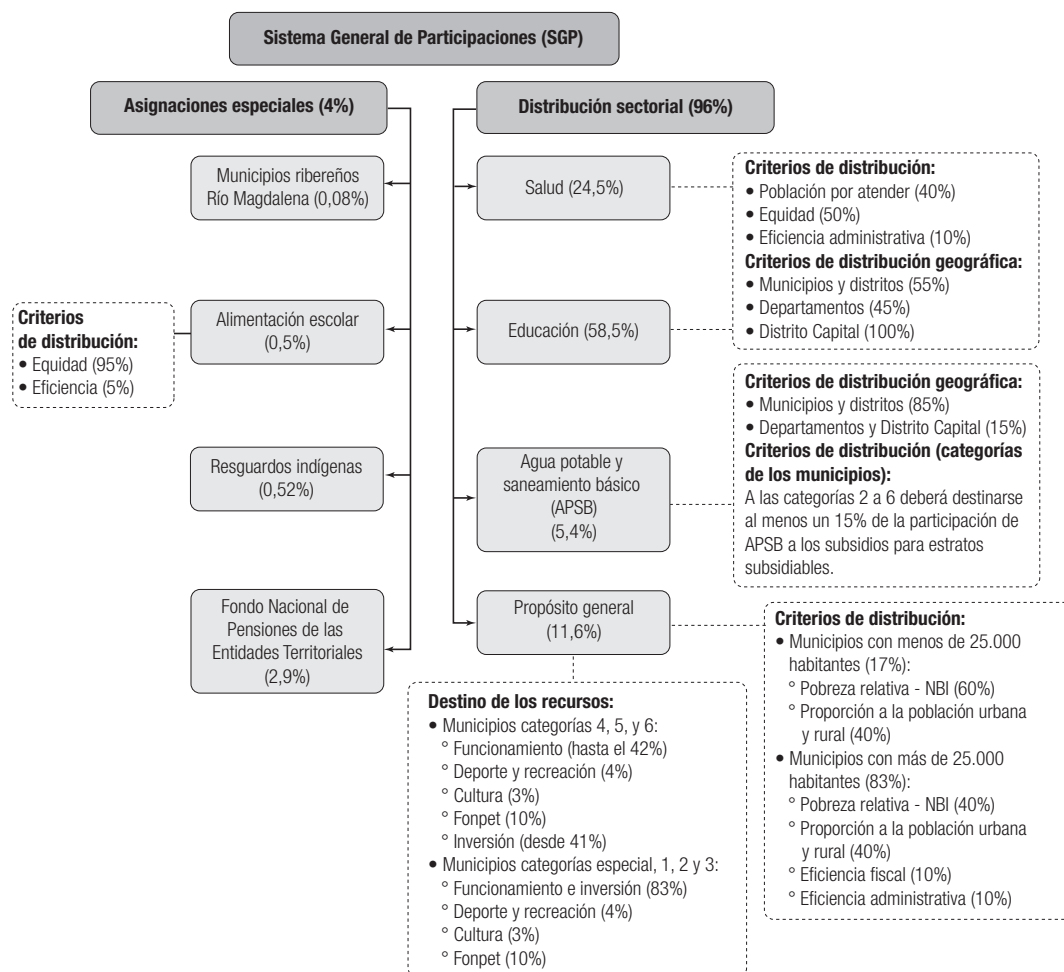 Sistema General de Participaciones (SGP)
Asignaciones especiales (4%)
Municipios ribereños
Río Magdalena (0,08%)
Alimentación escolar
(0,5%)
Criterios
de distribución:
• Equidad (95%)
• Eficiencia (5%)
Resguardos indígenas
(0,52%)
Fondo Nacional de
Pensiones de las
Entidades Territoriales
(2,9%)
Distribución sectorial (96%)
Salud (24,5%)
Educación (58,5%)
Criterios de distribución:
• Población por atender (40%)
• Equidad (50%)
• Eficiencia administrativa (10%)
Criterios de distribución geográfica:
• Municipios y distritos (55%)
• Departamentos (45%)
• Distrito Capital (100%)
Agua potable y
saneamiento básico
(APSB)
(5,4%)
Criterios de distribución geográfica:
• Municipios y distritos (85%)
• Departamentos y Distrito Capital (15%)
Criterios de distribución (categorías
de los municipios):
A las categorías 2 a 6 deberá destinarse
al menos un 15% de la participación de
APSB a los subsidios para estratos
subsidiables.
Propósito general
(11,6%)
Destino de los recursos:
• Municipios categorías 4, 5, y 6:
° Funcionamiento (hasta el 42%)
° Deporte y recreación (4%)
° Cultura (3%)
° Fonpet (10%)
° Inversión (desde 41%)
• Municipios categorías especial, 1, 2 y 3:
° Funcionamiento e inversión (83%)
° Deporte y recreación (4%)
° Cultura (3%)
° Fonpet (10%)
Criterios de distribución:
• Municipios con menos de 25.000
habitantes (17%):
° Pobreza relativa - NBI (60%)
° Proporción a la población urbana
y rural (40%)
• Municipios con más de 25.000
habitantes (83%):
° Pobreza relativa - NBI (40%)
° Proporción a la población urbana
y rural (40%)
° Eficiencia fiscal (10%)
° Eficiencia administrativa (10%)